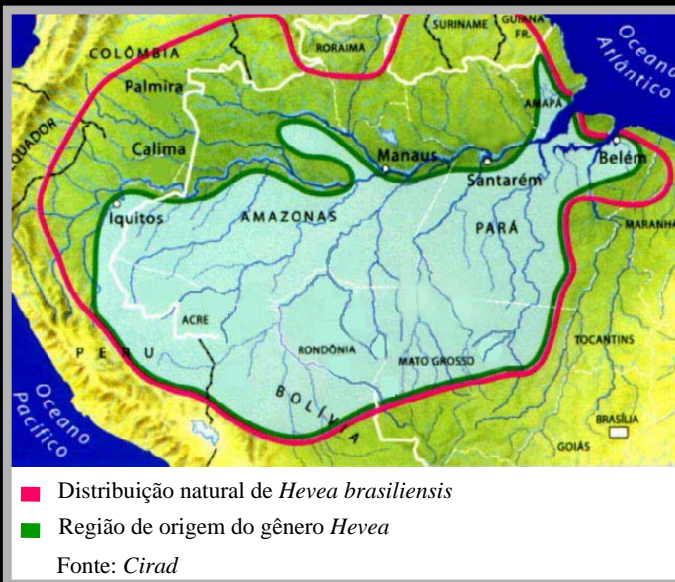 SURINAME
GUIANA
FR.
Oceano
Atlântico
RORAIMA
COLÔMBIA
Palmira
AMAPÁ
EQUADOR
Calima
Manaus
Belém
Santarém
Iquitos
AMAZONAS
PARÁ
MARANHÃ
ACRE
PERU
RONDÔNIA
MATO GROSSO
TOCANTINS
BOLÍVIA
Oceano
Pacífico
BRASÍLIA
GOIÁS
Distribuição natural de Hevea brasiliensis
Região de origem do gênero Hevea
Fonte: Cirad